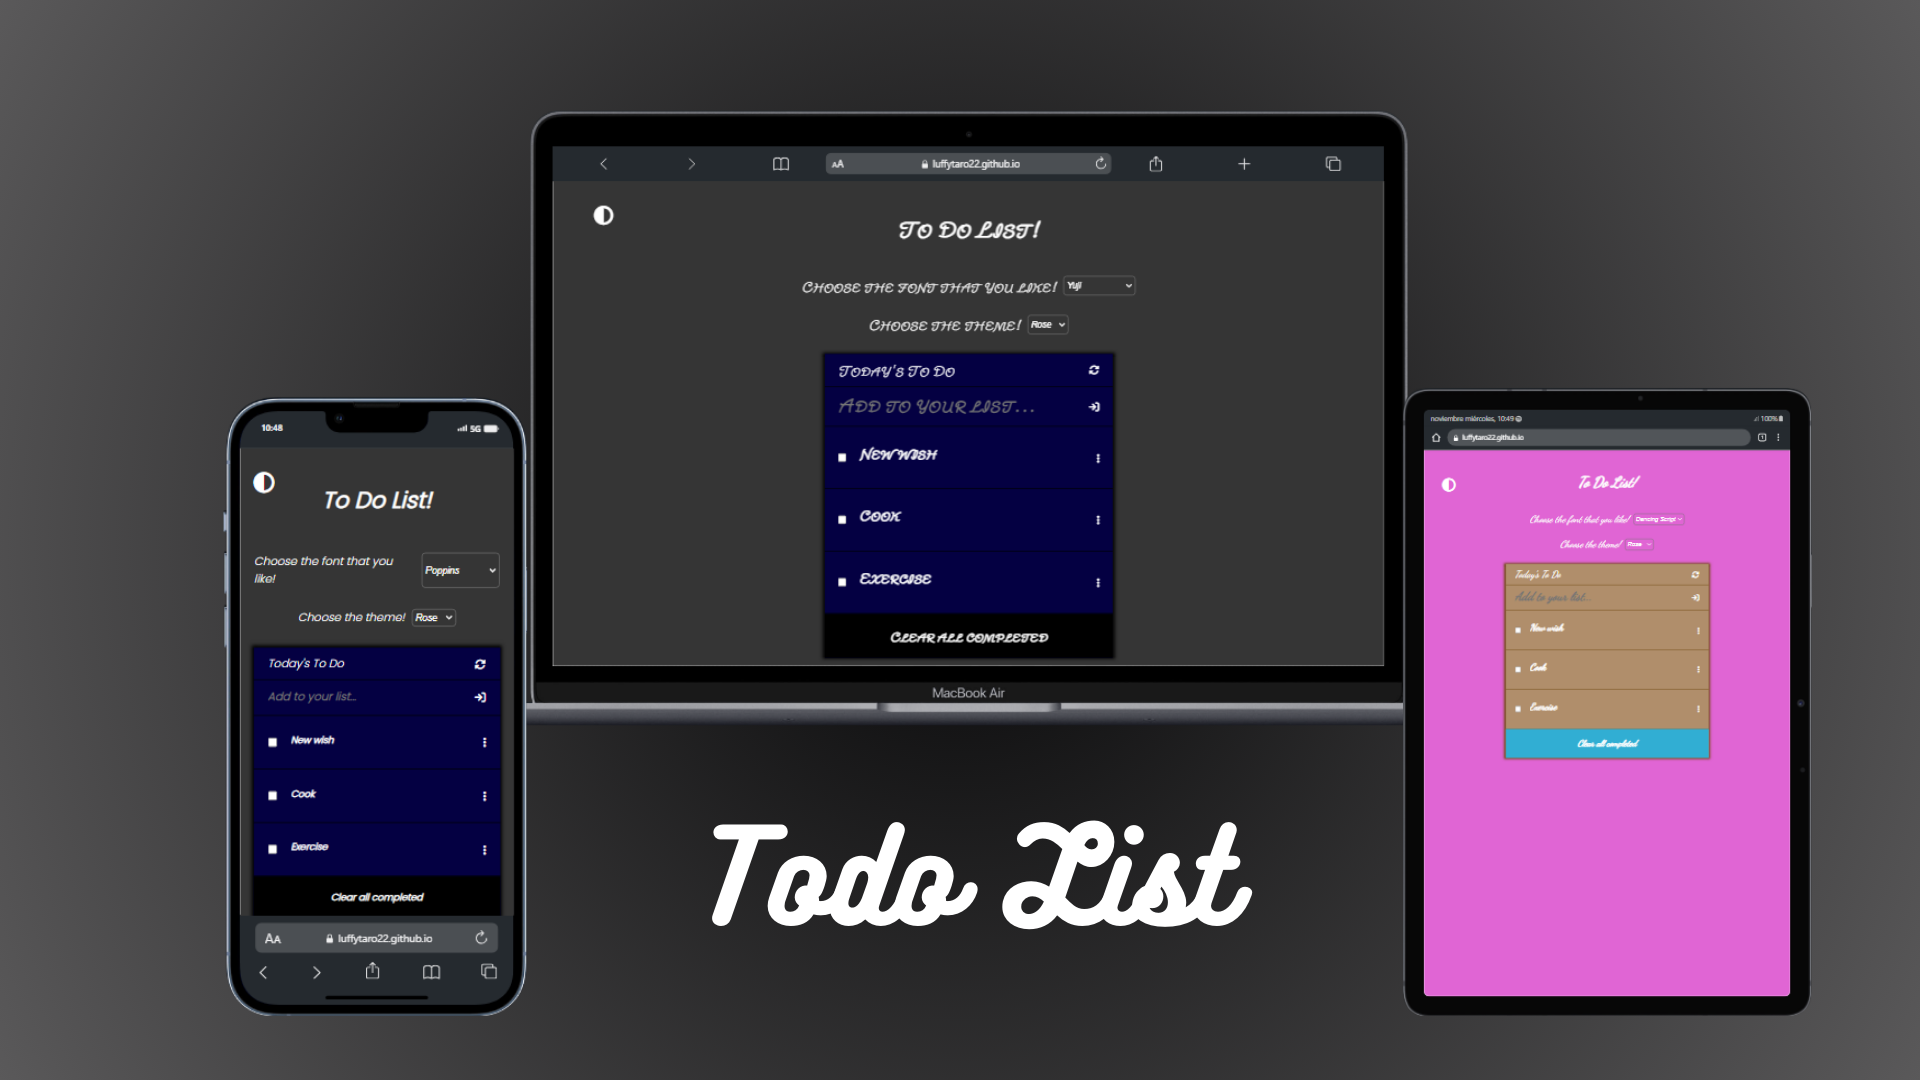 AA luffytaro22.github.io
To Do List!
Choose the font that you like! Yuji
Choose the theme! Rose
Today's To Do
Add to your list...
New wish
Cook
Exercise
Clear all completed
MacBook Air
10:48 5G
To Do List!
Choose the font that you
like!
Poppins
Choose the theme! Rose
Today's To Do
Add to your list...
New wish
Cook
Exercise
Clear all completed
AA luffytaro22.github.io
noviembre miércoles, 10:49 100%
luffytaro22.github.io 1
To Do List!
Choose the font that you like! Dancing Script
Choose the theme! Rose
Today's To Do
Add to your list...
New wish
Cook
Exercise
Clear all completed
Todo List